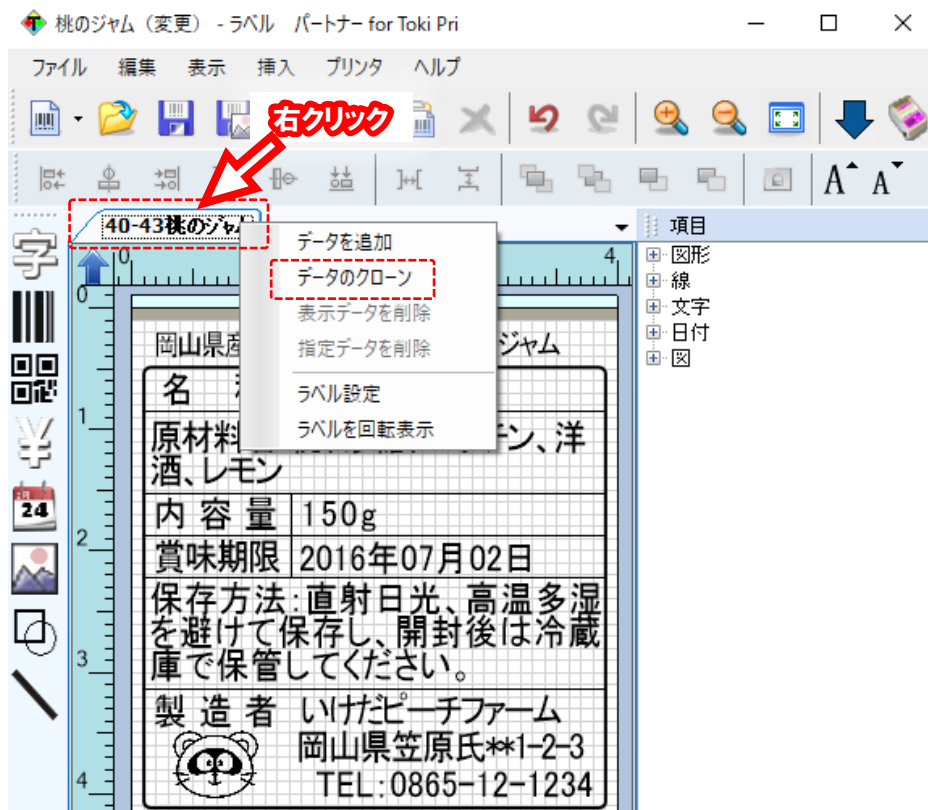 桃のジャム（変更） - ラベル パートナー for Toki Pri
ファイル 編集 表示 挿入 プリンタ ヘルプ
右クリック
A A
40-43桃のジャム
項目
データを追加
データのクローン
表示データを削除
指定データを削除
ラベル設定
ラベルを回転表示
図形
線
文字
日付
図
字
¥
24
0 4
0
1
2
3
4
岡山県産 ジャム
名
原材料 チン、洋
酒、レモン
内容量 150g
賞味期限 2016年07月02日
保存方法:直射日光、高温多湿
を避けて保存し、開封後は冷蔵
庫で保管してください。
製造者 いけだピーチファーム
岡山県笠原氏**1-2-3
TEL:0865-12-1234